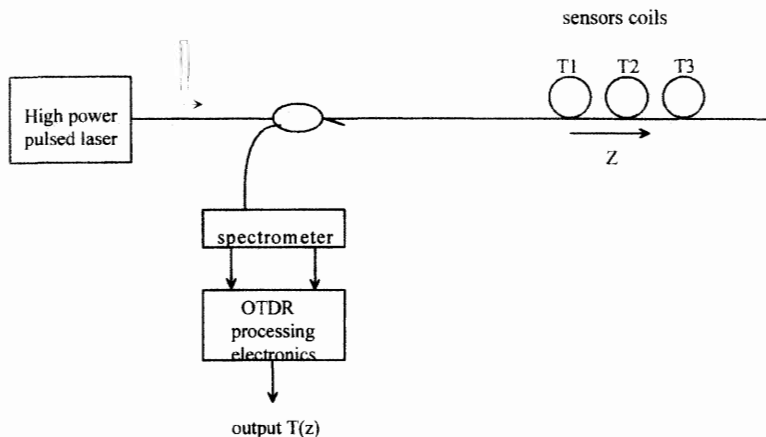 sensors coils
T1 T2 T3
High power
pulsed laser
Z
spectrometer
OTDR
processing
electronics
output T(z)